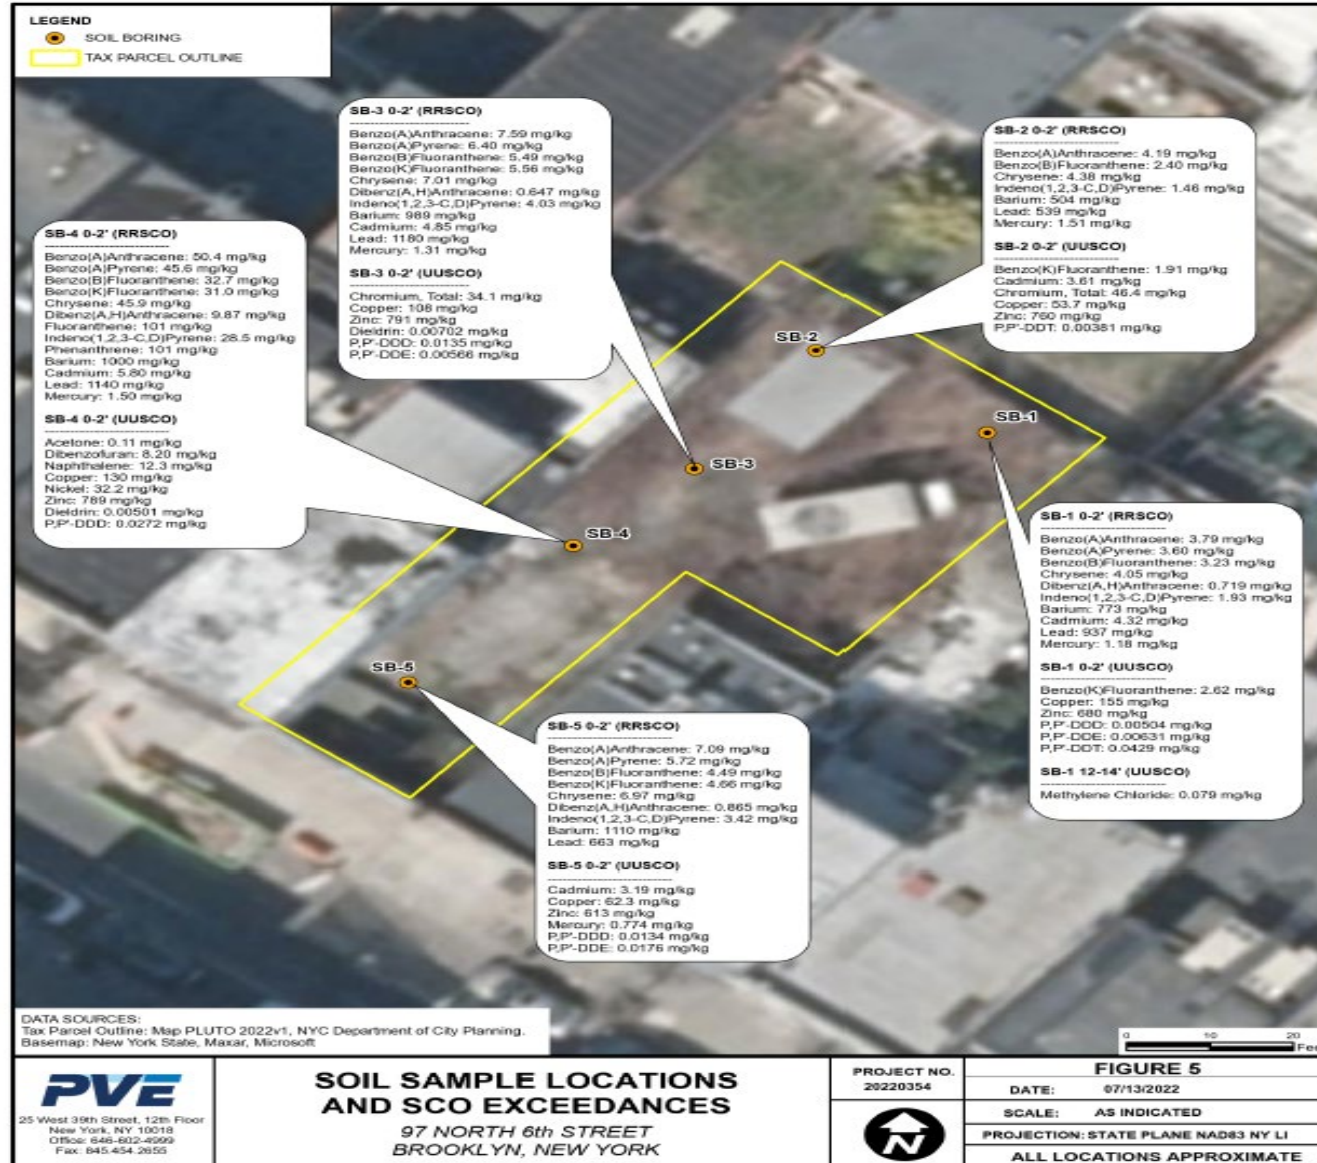 LEGEND
SOIL BORING
TAX PARCEL OUTLINE
SB-3 0-2' (RRSCO)
Benzo(A)Anthracene: 7.59 mg/kg
Benzo(A)Pyrene: 6.40 mg/kg
Benzo(B)Fluoranthene: 5.49 mg/kg
Benzo(K)Fluoranthene: 5.56 mg/kg
Chrysene: 7.01 mg/kg
Dibenz(A,H)Anthracene: 0.647 mg/kg
Indeno(1,2,3-C,D)Pyrene: 4.03 mg/kg
Barium: 989 mg/kg
Cadmium: 4.85 mg/kg
Lead: 1180 mg/kg
Mercury: 1.31 mg/kg
SB-3 0-2' (UUSCO)
Chromium, Total: 34.1 mg/kg
Copper: 108 mg/kg
Zinc: 791 mg/kg
Dieldrin: 0.00702 mg/kg
P,P'-DDD: 0.0135 mg/kg
P,P'-DDE: 0.00566 mg/kg
SB-2 0-2' (RRSCO)
Benzo(A)Anthracene: 4.19 mg/kg
Benzo(B)Fluoranthene: 2.40 mg/kg
Chrysene: 4.38 mg/kg
Indeno(1,2,3-C,D)Pyrene: 1.46 mg/kg
Barium: 504 mg/kg
Lead: 539 mg/kg
Mercury: 1.51 mg/kg
SB-2 0-2' (UUSCO)
Benzo(K)Fluoranthene: 1.91 mg/kg
Cadmium: 3.61 mg/kg
Chromium, Total: 46.4 mg/kg
Copper: 53.7 mg/kg
Zinc: 760 mg/kg
P,P'-DDT: 0.00381 mg/kg
SB-4 0-2' (RRSCO)
Benzo(A)Anthracene: 50.4 mg/kg
Benzo(A)Pyrene: 45.6 mg/kg
Benzo(B)Fluoranthene: 32.7 mg/kg
Benzo(K)Fluoranthene: 31.0 mg/kg
Chrysene: 45.9 mg/kg
Dibenz(A,H)Anthracene: 9.87 mg/kg
Fluoranthene: 101 mg/kg
Indeno(1,2,3-C,D)Pyrene: 28.5 mg/kg
Phenanthrene: 101 mg/kg
Barium: 1000 mg/kg
Cadmium: 5.80 mg/kg
Lead: 1140 mg/kg
Mercury: 1.50 mg/kg
SB-4 0-2' (UUSCO)
Acetone: 0.11 mg/kg
Dibenzofuran: 8.20 mg/kg
Naphthalene: 12.3 mg/kg
Copper: 130 mg/kg
Nickel: 32.2 mg/kg
Zinc: 789 mg/kg
Dieldrin: 0.00501 mg/kg
P,P'-DDD: 0.0272 mg/kg
SB-2
SB-1
SB-3
SB-4
SB-5
SB-1 0-2' (RRSCO)
Benzo(A)Anthracene: 3.79 mg/kg
Benzo(A)Pyrene: 3.60 mg/kg
Benzo(B)Fluoranthene: 3.23 mg/kg
Chrysene: 4.05 mg/kg
Dibenz(A,H)Anthracene: 0.719 mg/kg
Indeno(1,2,3-C,D)Pyrene: 1.93 mg/kg
Barium: 773 mg/kg
Cadmium: 4.32 mg/kg
Lead: 937 mg/kg
Mercury: 1.18 mg/kg
SB-1 0-2' (UUSCO)
Benzo(K)Fluoranthene: 2.62 mg/kg
Copper: 155 mg/kg
Zinc: 680 mg/kg
P,P'-DDD: 0.00504 mg/kg
P,P'-DDE: 0.00631 mg/kg
P,P'-DDT: 0.0429 mg/kg
SB-1 12-14' (UUSCO)
Methylene Chloride: 0.079 mg/kg
SB-5 0-2' (RRSCO)
Benzo(A)Anthracene: 7.09 mg/kg
Benzo(A)Pyrene: 5.72 mg/kg
Benzo(B)Fluoranthene: 4.49 mg/kg
Benzo(K)Fluoranthene: 4.66 mg/kg
Chrysene: 6.97 mg/kg
Dibenz(A,H)Anthracene: 0.865 mg/kg
Indeno(1,2,3-C,D)Pyrene: 3.42 mg/kg
Barium: 1110 mg/kg
Lead: 663 mg/kg
SB-5 0-2' (UUSCO)
Cadmium: 3.19 mg/kg
Copper: 62.3 mg/kg
Zinc: 613 mg/kg
Mercury: 0.774 mg/kg
P,P'-DDD: 0.0134 mg/kg
P,P'-DDE: 0.0176 mg/kg
DATA SOURCES:
Tax Parcel Outline: Map PLUTO 2022v1, NYC Department of City Planning.
Basemap: New York State, Maxar, Microsoft
0 10 20
Fee
PVE
25 West 39th Street, 12th Floor
New York, NY 10018
Office: 646-602-4999
Fax: 845.454.2655
SOIL SAMPLE LOCATIONS
AND SCO EXCEEDANCES
97 NORTH 6th STREET
BROOKLYN, NEW YORK
PROJECT NO.
20220354
N
FIGURE 5
DATE: 07/13/2022
SCALE: AS INDICATED
PROJECTION: STATE PLANE NAD83 NY LI
ALL LOCATIONS APPROXIMATE